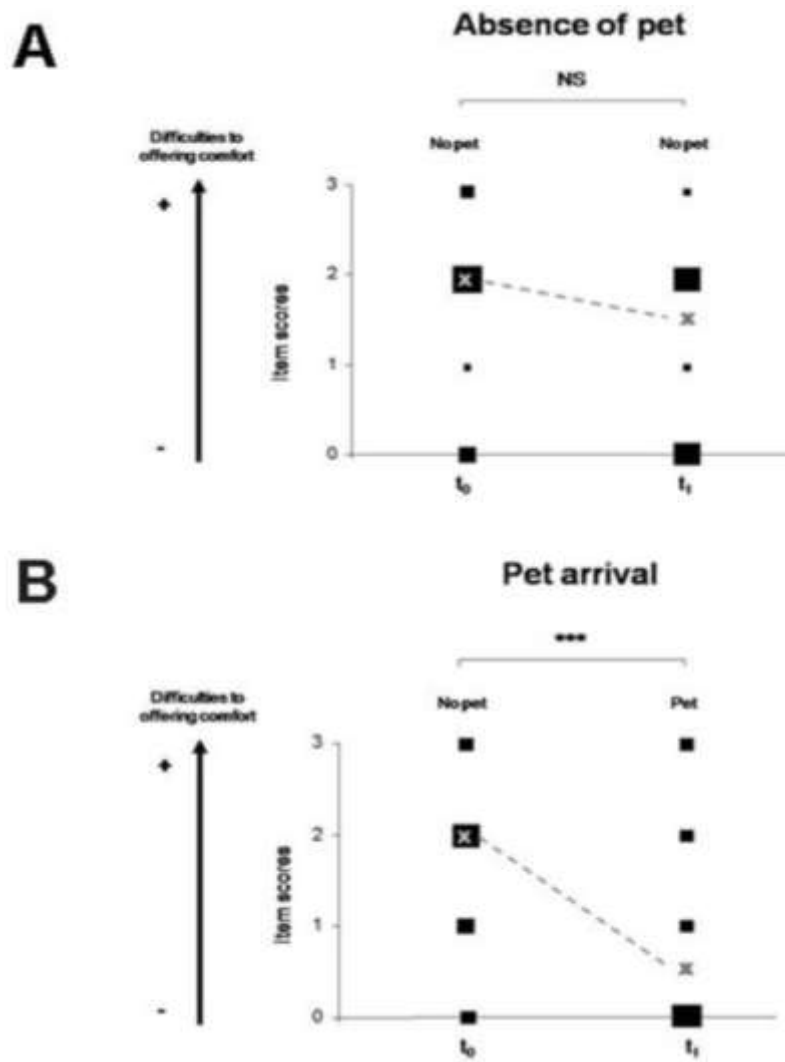 A
Absence of pet
NS
Difficulties to
offering comfort
No pet
No pet
+
3
2
Item scores
1
-
0
t0
t1
B
Pet arrival
***
Difficulties to
offering comfort
No pet
Pet
+
3
2
Item scores
1
-
0
t0
t1